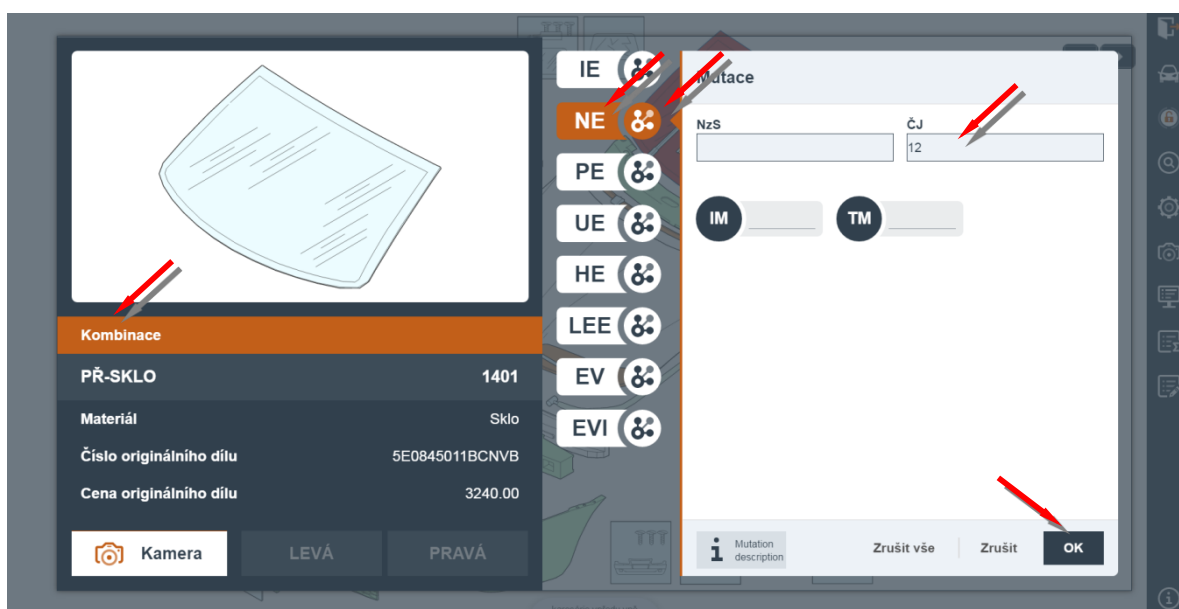 Kombinace
PŘ-SKLO 1401
Materiál Sklo
Číslo originálního dílu 5E0845011BCNVB
Cena originálního dílu 3240.00
Kamera LEVÁ PRAVÁ
IE
NE
PE
UE
HE
LEE
EV
EVI
Mutace
NzS ČJ
12
IM TM
i Mutation
description
Zrušit vše Zrušit OK